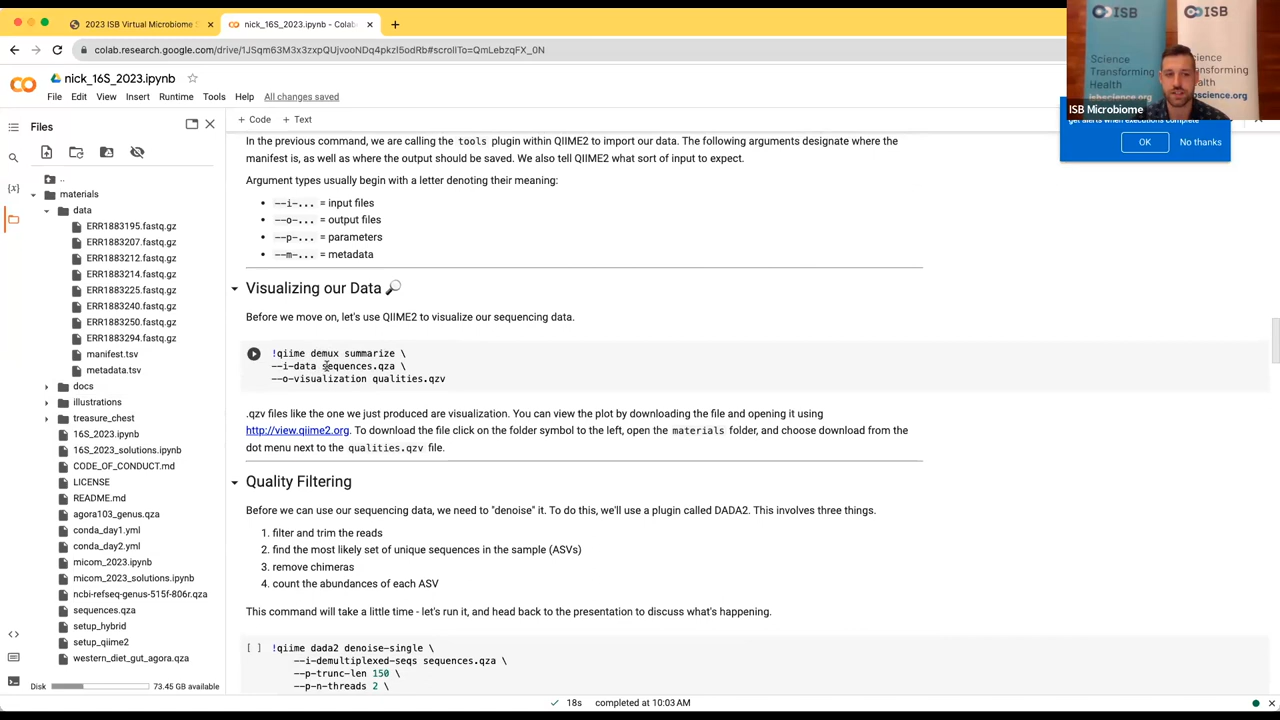 2023 ISB Virtual Microbiome S
nick_16S_2023.ipynb - Colab
colab.research.google.com/drive/1JSqm63M3x3zxpQUjvooNDq4pkzI5odRb#scrollTo=QmLebzqFX_0N
nick_16S_2023.ipynb
File Edit View Insert Runtime Tools Help All changes saved
Files
+ Code + Text
..
materials
data
ERR1883195.fastq.gz
ERR1883207.fastq.gz
ERR1883212.fastq.gz
ERR1883214.fastq.gz
ERR1883225.fastq.gz
ERR1883240.fastq.gz
ERR1883250.fastq.gz
ERR1883294.fastq.gz
manifest.tsv
metadata.tsv
docs
illustrations
treasure_chest
16S_2023.ipynb
16S_2023_solutions.ipynb
CODE_OF_CONDUCT.md
LICENSE
README.md
agora103_genus.qza
conda_day1.yml
conda_day2.yml
micom_2023.ipynb
micom_2023_solutions.ipynb
ncbi-refseq-genus-515f-806r.qza
sequences.qza
setup_hybrid
setup_qiime2
western_diet_gut_agora.qza
Disk 73.45 GB available
In the previous command, we are calling the tools plugin within QIIME2 to import our data. The following arguments designate where the
manifest is, as well as where the output should be saved. We also tell QIIME2 what sort of input to expect.
Argument types usually begin with a letter denoting their meaning:
• --i-... = input files
• --o-... = output files
• --p-... = parameters
• --m-... = metadata
Visualizing our Data
Before we move on, let's use QIIME2 to visualize our sequencing data.
!qiime demux summarize \
--i-data sequences.qza \
--o-visualization qualities.qzv
.qzv files like the one we just produced are visualization. You can view the plot by downloading the file and opening it using
http://view.qiime2.org. To download the file click on the folder symbol to the left, open the materials folder, and choose download from the
dot menu next to the qualities.qzv file.
Quality Filtering
Before we can use our sequencing data, we need to "denoise" it. To do this, we'll use a plugin called DADA2. This involves three things.
1. filter and trim the reads
2. find the most likely set of unique sequences in the sample (ASVs)
3. remove chimeras
4. count the abundances of each ASV
This command will take a little time - let's run it, and head back to the presentation to discuss what's happening.
[ ] !qiime dada2 denoise-single \
--i-demultiplexed-seqs sequences.qza \
--p-trunc-len 150 \
--p-n-threads 2 \
18s completed at 10:03 AM
ISB ISB
Science
Transforming
Health
isbscience.org
ISB Microbiome
get alerts when executions complete
OK No thanks